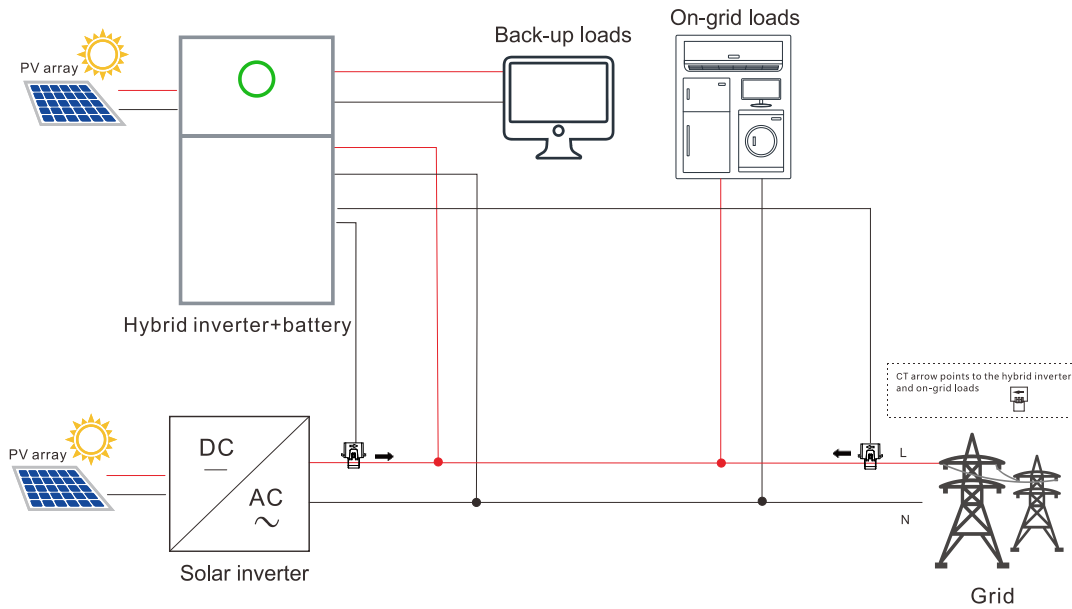 On-grid loads
Back-up loads
PV array
Hybrid inverter+battery
CT arrow points to the hybrid inverter
and on-grid loads
PV array
DC
AC
L
N
Solar inverter
Grid